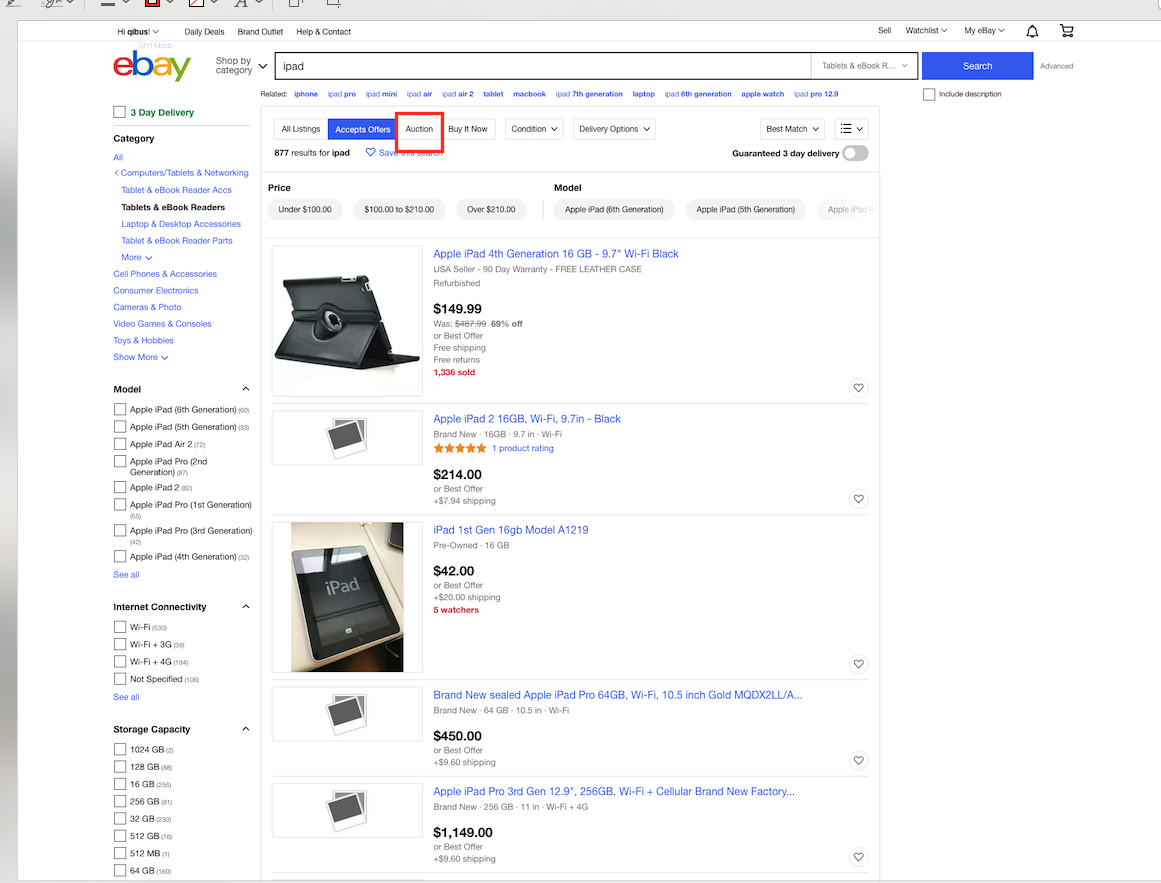 Hi qibus!
Daily Deals
Brand Outlet
Help & Contact
Sell
Watchlist
My eBay
GH114rcb
ebay
Shop by
category
ipad
Tablets & eBook R...
Search
Advanced
Related: iphone ipad pro ipad mini ipad air ipad air 2 tablet macbook ipad 7th generation laptop ipad 6th generation apple watch ipad pro 12.9
Include description
3 Day Delivery
Category
All
Computers/Tablets & Networking
Tablet & eBook Reader Accs
Tablets & eBook Readers
Laptop & Desktop Accessories
Tablet & eBook Reader Parts
More
Cell Phones & Accessories
Consumer Electronics
Cameras & Photo
Video Games & Consoles
Toys & Hobbies
Show More
Model
Apple iPad (6th Generation) (60)
Apple iPad (5th Generation) (33)
Apple iPad Air 2 (72)
Apple iPad Pro (2nd
Generation) (87)
Apple iPad 2 (82)
Apple iPad Pro (1st Generation)
(55)
Apple iPad Pro (3rd Generation)
(42)
Apple iPad (4th Generation) (32)
See all
Internet Connectivity
Wi-Fi (530)
Wi-Fi + 3G (39)
Wi-Fi + 4G (194)
Not Specified (106)
See all
Storage Capacity
1024 GB (2)
128 GB (88)
16 GB (256)
256 GB (81)
32 GB (230)
512 GB (16)
512 MB (1)
64 GB (160)
All Listings
Accepts Offers
Auction
Buy It Now
Condition
Delivery Options
Best Match
877 results for ipad
Save this search
Guaranteed 3 day delivery
Price
Under $100.00
$100.00 to $210.00
Over $210.00
Model
Apple iPad (6th Generation)
Apple iPad (5th Generation)
Apple iPad A
Apple iPad 4th Generation 16 GB - 9.7" Wi-Fi Black
USA Seller - 90 Day Warranty - FREE LEATHER CASE
Refurbished
$149.99
Was: $487.99 69% off
or Best Offer
Free shipping
Free returns
1,336 sold
Apple iPad 2 16GB, Wi-Fi, 9.7in - Black
Brand New · 16GB · 9.7 in · Wi-Fi
1 product rating
$214.00
or Best Offer
+$7.94 shipping
iPad
iPad 1st Gen 16gb Model A1219
Pre-Owned · 16 GB
$42.00
or Best Offer
+$20.00 shipping
5 watchers
Brand New sealed Apple iPad Pro 64GB, Wi-Fi, 10.5 inch Gold MQDX2LL/A...
Brand New · 64 GB · 10.5 in · Wi-Fi
$450.00
or Best Offer
+$9.60 shipping
Apple iPad Pro 3rd Gen 12.9", 256GB, Wi-Fi + Cellular Brand New Factory...
Brand New · 256 GB · 11 in · Wi-Fi + 4G
$1,149.00
or Best Offer
+$9.60 shipping